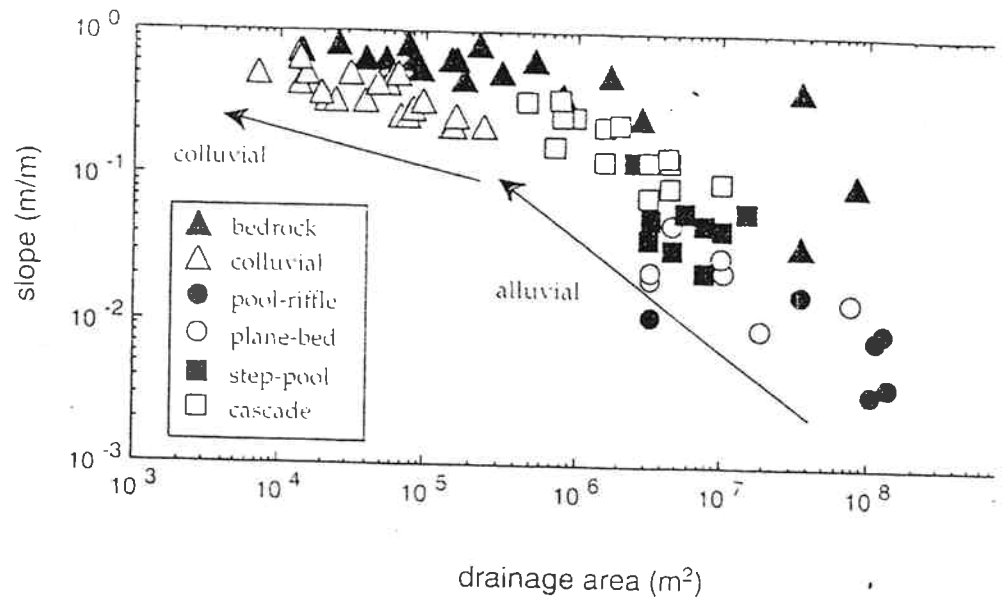 slope (m/m)
10^0
10^-1
10^-2
10^-3
colluvial
alluvial
bedrock
colluvial
pool-riffle
plane-bed
step-pool
cascade
10^3 10^4 10^5 10^6 10^7 10^8
drainage area (m^2)